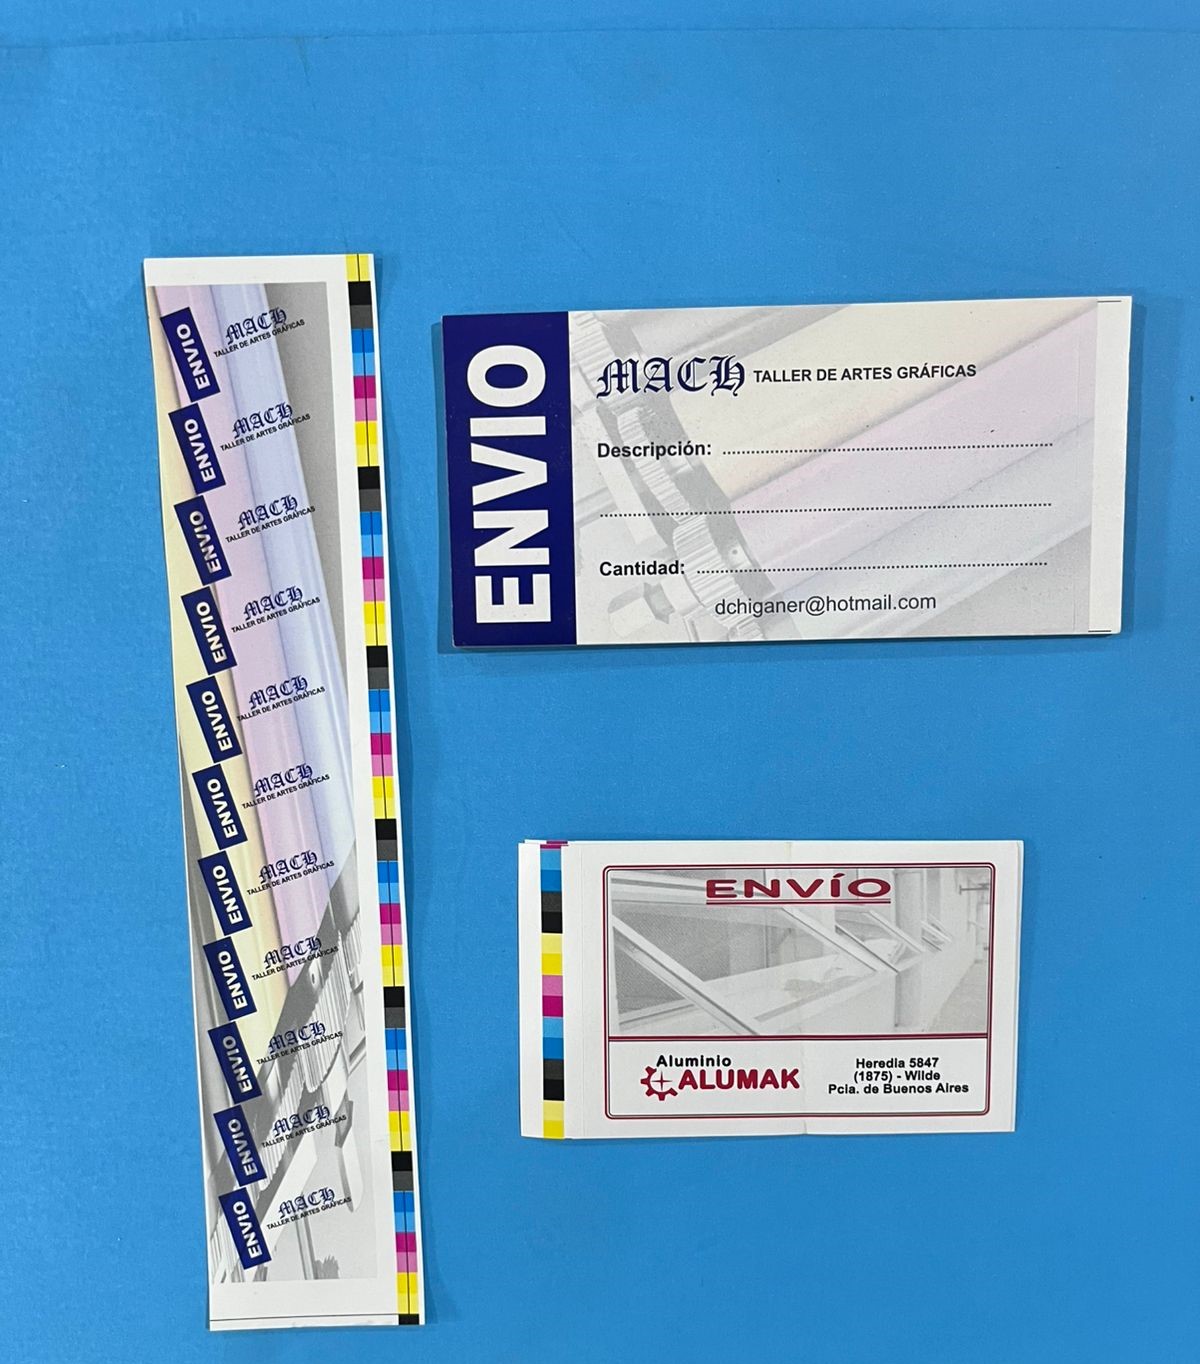 ENVIO
MACH
TALLER DE ARTES GRÁFICAS
ENVIO
MACH
TALLER DE ARTES GRÁFICAS
ENVIO
MACH
TALLER DE ARTES GRÁFICAS
ENVIO
MACH
TALLER DE ARTES GRÁFICAS
ENVIO
MACH
TALLER DE ARTES GRÁFICAS
ENVIO
MACH
TALLER DE ARTES GRÁFICAS
ENVIO
MACH
TALLER DE ARTES GRÁFICAS
ENVIO
MACH
TALLER DE ARTES GRÁFICAS
ENVIO
MACH
TALLER DE ARTES GRÁFICAS
ENVIO
MACH
TALLER DE ARTES GRÁFICAS
ENVIO
MACH
TALLER DE ARTES GRÁFICAS
ENVIO
MACH TALLER DE ARTES GRÁFICAS
Descripción:
Cantidad:
dchiganer@hotmail.com
ENVÍO
Aluminio
ALUMAK
Heredia 5847
(1875) - Wilde
Pcia. de Buenos Aires